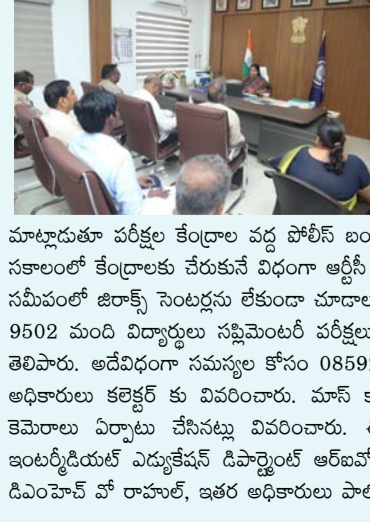 మాట్లాడుతూ పరీక్షల కేంద్రాల వద్ద పోలీస్
సకాలంలో కేంద్రాలకు చేరుకునే విధంగా ఆర్టీసీ
సమీపంలో జిరాక్స్ సెంటర్లను లేకుండా
9502 మంది విద్యార్థులు సప్లిమెంటరీ పరీక్షలు
తెలిపారు. అదేవిధంగా సమస్యల కోసం
అధికారులు కలెక్టర్ కు వివరించారు. మాస్
కెమెరాలు ఏర్పాటు చేసినట్లు వివరించారు.
ఇంటర్మీడియట్ ఎడ్యుకేషన్ డిపార్ట్మెంట్
డిఎంహెచ్ వో రాహుల్, ఇతర అధికారులు